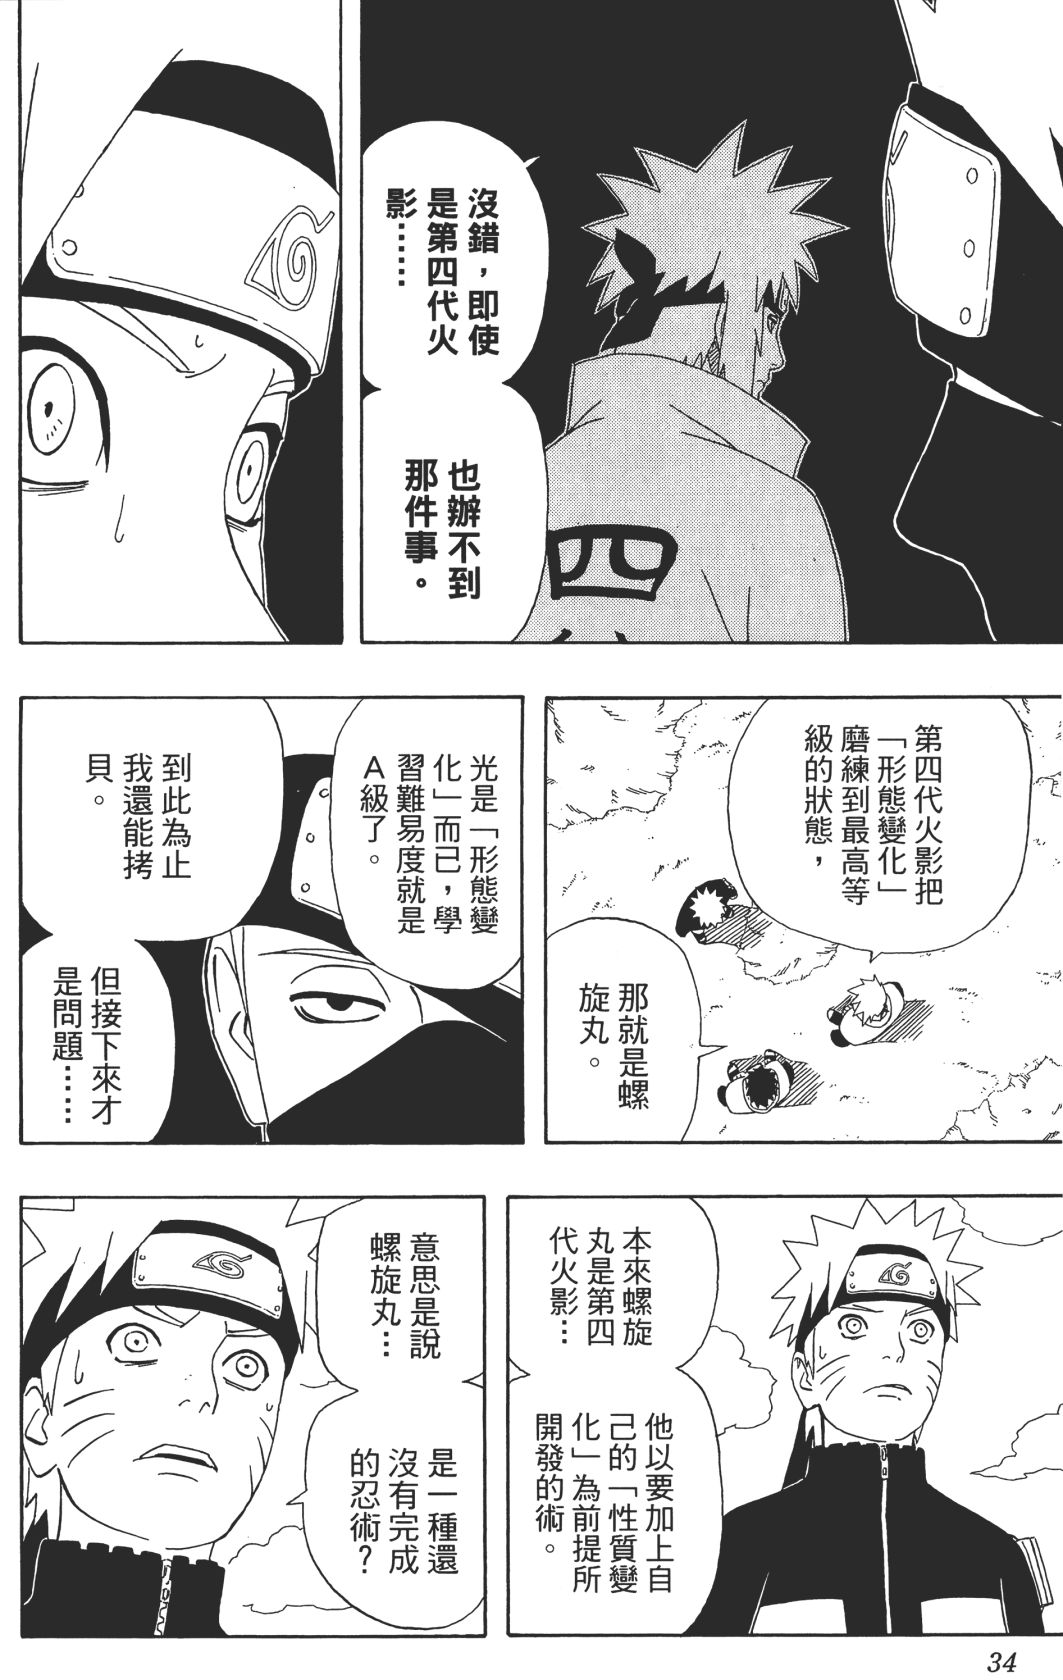 沒錯，即使
是第四代火
影⋯⋯
也辦不到
那件事。
四
第四代火影把
「形態變化」
磨練到最高等
級的狀態，
那就是螺
旋丸。
光是「形態變
化」而已，學
習難易度就是
A級了。
到此為止
我還能拷
貝。
但接下來才
是問題⋯⋯
本來螺旋
丸是第四
代火影⋯
他以要加上自
己的「性質變
化」為前提所
開發的術。
意思是說
螺旋丸⋯
是一種還
沒有完成
的忍術？
34